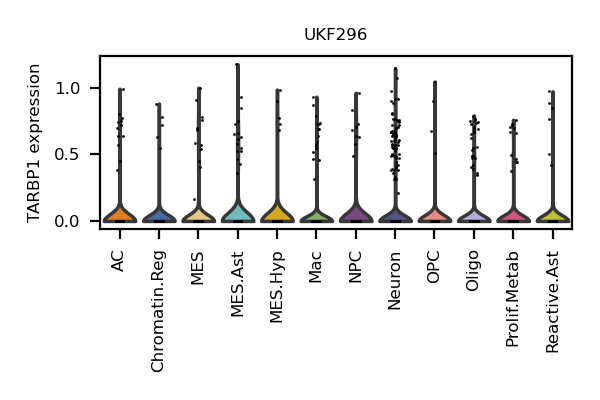 UKF296
TARBP1 expression
1.0
0.5
0.0
AC
Chromatin.Reg
MES
MES.Ast
MES.Hyp
Mac
NPC
Neuron
OPC
Oligo
Prolif.Metab
Reactive.Ast